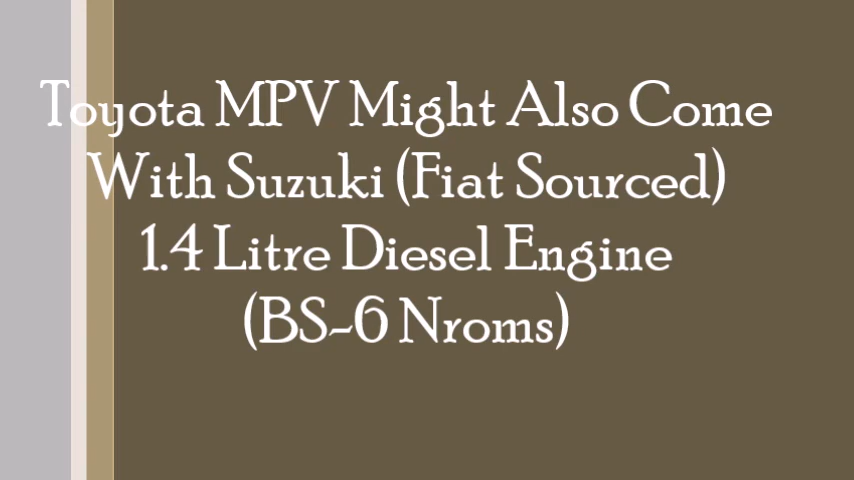 Toyota MPV Might Also Come
With Suzuki (Fiat Sourced)
1.4 Litre Diesel Engine
(BS-6 Nroms)